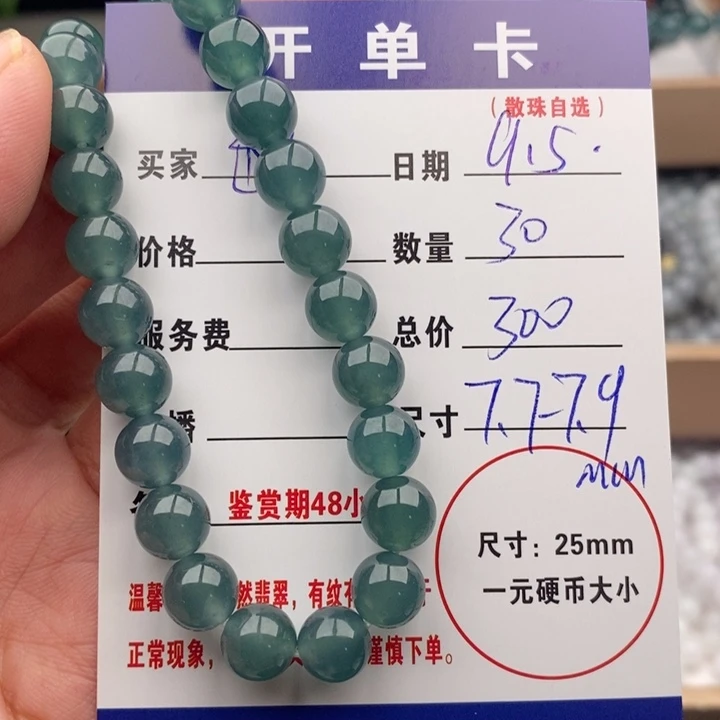 开单卡
（散珠自选）
买家 日期 9.5.
价格 数量 30
服务费 总价 300
播 尺寸 7.7-7.9
mm
鉴赏期48小
尺寸：25mm
一元硬币大小
温馨 然翡翠，有纹
正常现象， 谨慎下单。